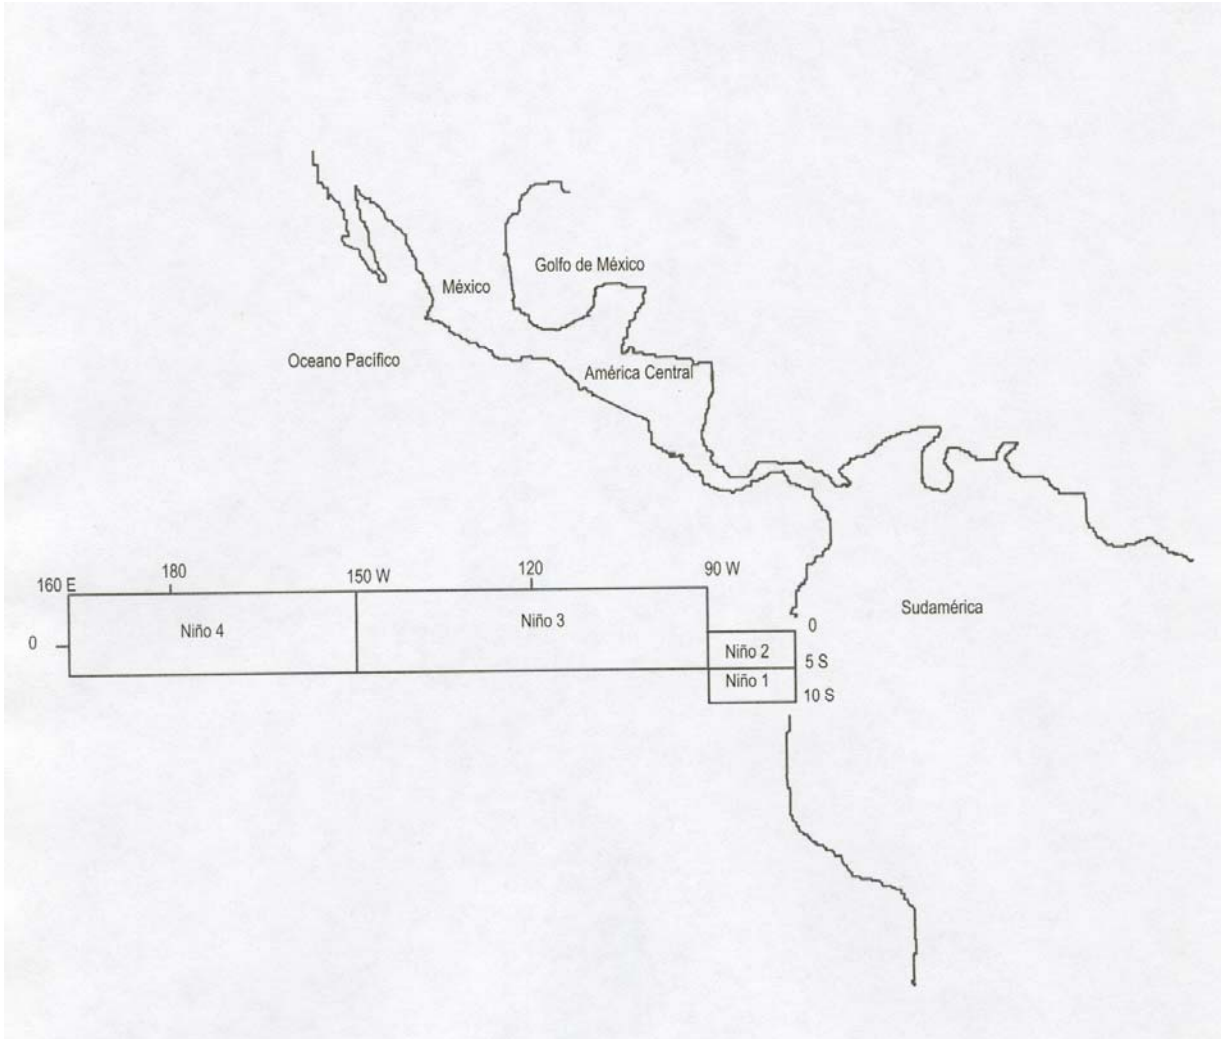 Golfo de México
México
Oceano Pacífico
América Central
160 E
180
150 W
120
90 W
Sudamérica
Niño 4
Niño 3
0
0
Niño 2
5 S
Niño 1
10 S